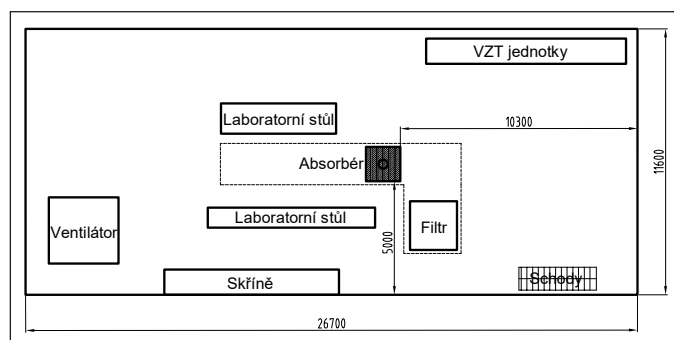 VZT jednotky
Laboratorní stůl
10300
11600
Absorbér
Laboratorní stůl
Ventilátor
Filtr
5000
Skříně
Schody
26700